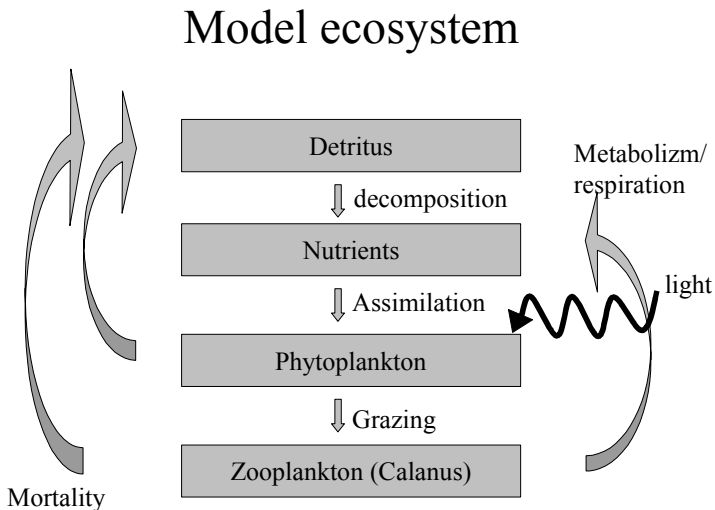 Model ecosystem
Detritus
Metabolizm/
respiration
decomposition
Nutrients
light
Assimilation
Phytoplankton
Grazing
Zooplankton (Calanus)
Mortality